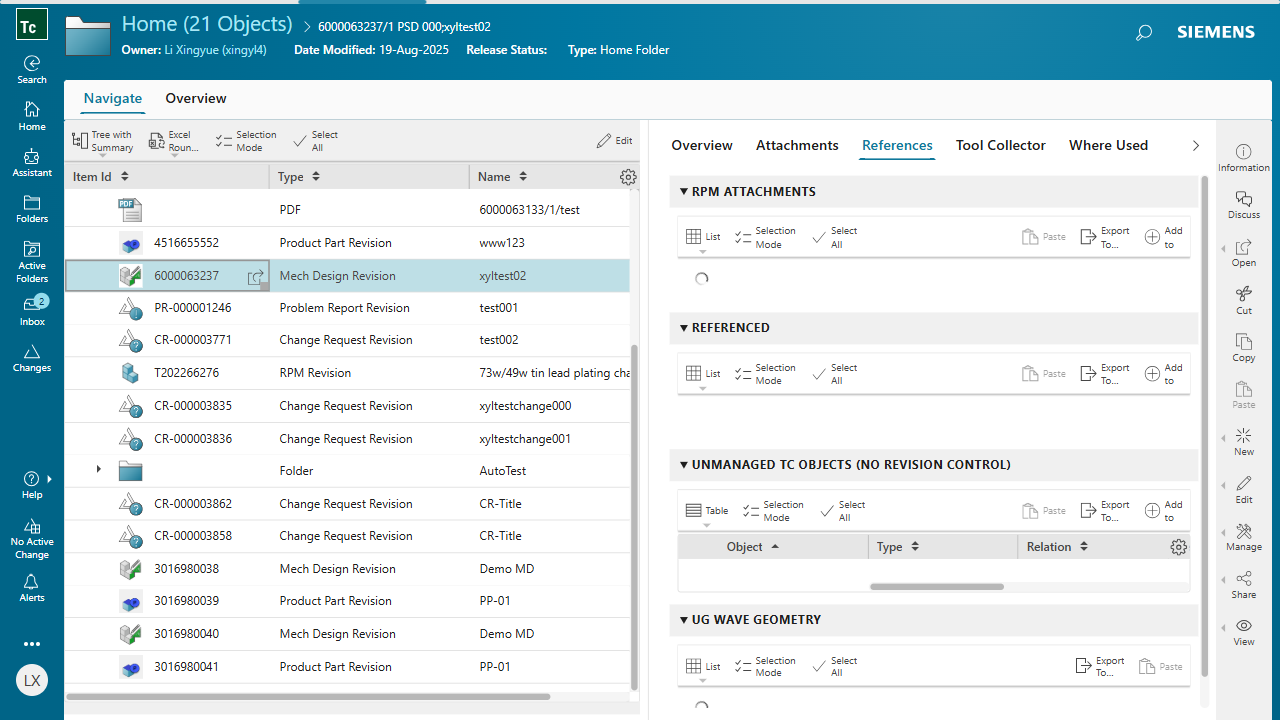 Tc
Home (21 Objects)
6000063237/1 PSD 000;xyltest02
Owner: Li Xingyue (xingyl4)
Date Modified: 19-Aug-2025
Release Status:
Type: Home Folder
SIEMENS
Search
Home
Assistant
Folders
Active
Folders
2
Inbox
Changes
Help
No Active
Change
Alerts
LX
Navigate
Overview
Tree with
Summary
Excel
Roun...
Selection
Mode
Select
All
Edit
Item Id
Type
Name
PDF
PDF 6000063133/1/test
4516655552 Product Part Revision www123
6000063237 Mech Design Revision xyltest02
PR-000001246 Problem Report Revision test001
CR-000003771 Change Request Revision test002
T202266276 RPM Revision 73w/49w tin lead plating cha
CR-000003835 Change Request Revision xyltestchange000
CR-000003836 Change Request Revision xyltestchange001
Folder AutoTest
CR-000003862 Change Request Revision CR-Title
CR-000003858 Change Request Revision CR-Title
3016980038 Mech Design Revision Demo MD
3016980039 Product Part Revision PP-01
3016980040 Mech Design Revision Demo MD
3016980041 Product Part Revision PP-01
Overview
Attachments
References
Tool Collector
Where Used
RPM ATTACHMENTS
List
Selection
Mode
Select
All
Paste
Export
To...
Add
to
REFERENCED
List
Selection
Mode
Select
All
Paste
Export
To...
Add
to
UNMANAGED TC OBJECTS (NO REVISION CONTROL)
Table
Selection
Mode
Select
All
Paste
Export
To...
Add
to
Object
Type
Relation
UG WAVE GEOMETRY
List
Selection
Mode
Select
All
Export
To...
Paste
Information
Discuss
Open
Cut
Copy
Paste
New
Edit
Manage
Share
View